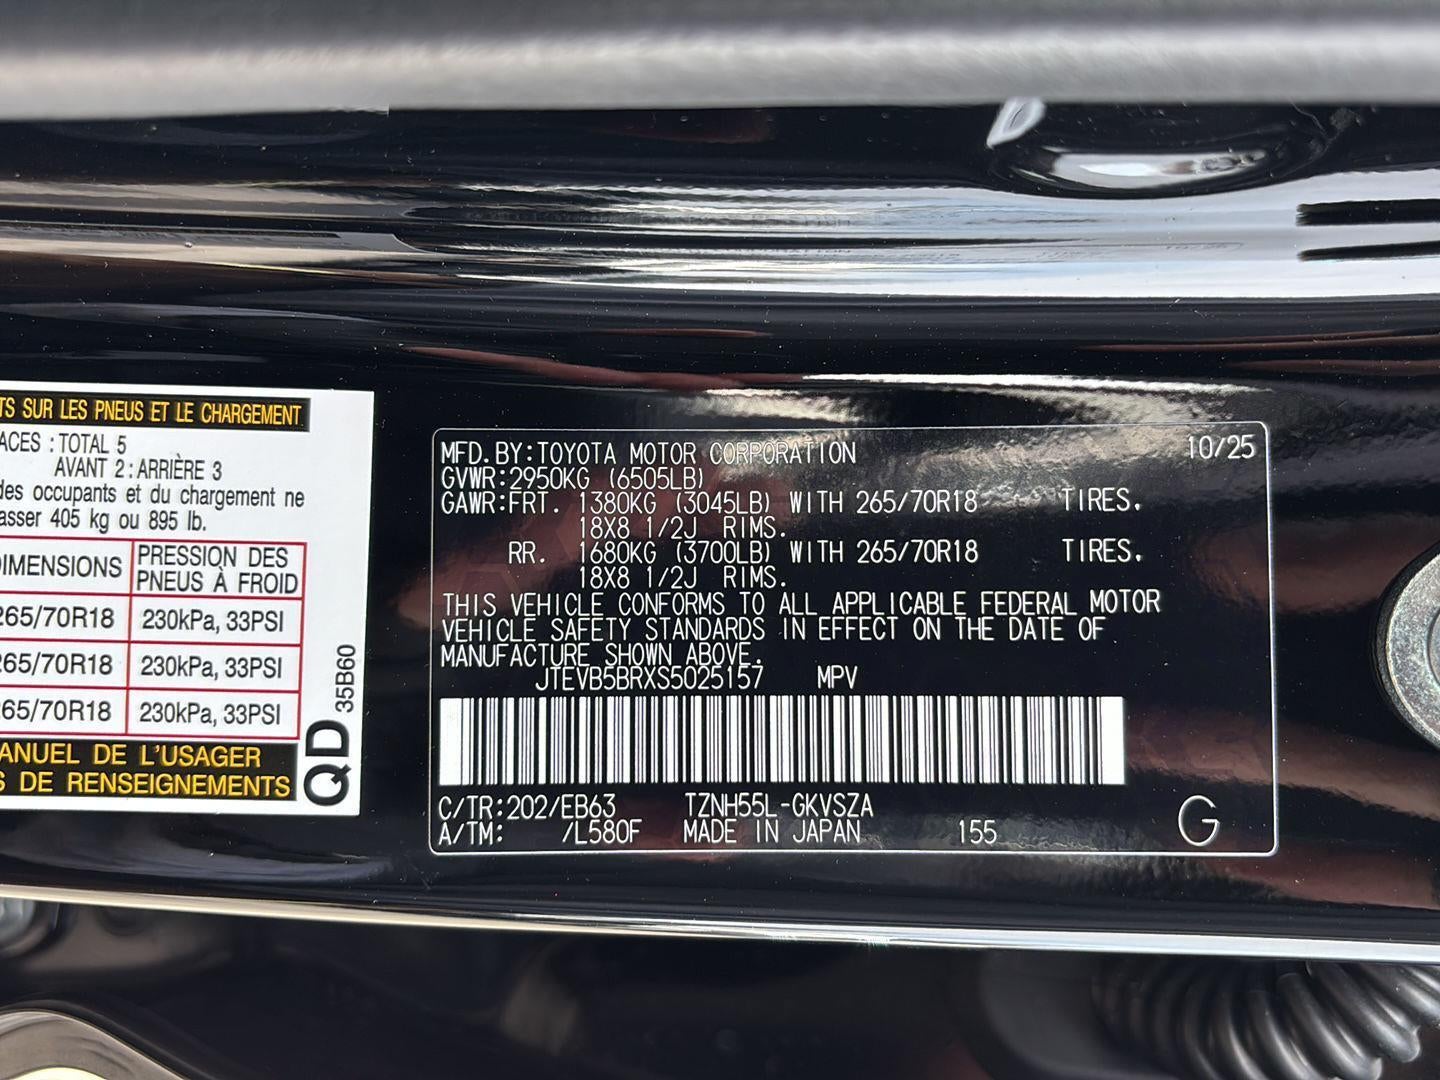 TS SUR LES PNEUS ET LE CHARGEMENT
ACES : TOTAL 5
AVANT 2 : ARRIÈRE 3
des occupants et du chargement ne
asser 405 kg ou 895 lb.
DIMENSIONS PRESSION DES PNEUS À FROID
265/70R18 230kPa, 33PSI
265/70R18 230kPa, 33PSI
265/70R18 230kPa, 33PSI
ANUEL DE L'USAGER
S DE RENSEIGNEMENTS
QD 35B60
MFD.BY:TOYOTA MOTOR CORPORATION 10/25
GVWR:2950KG (6505LB)
GAWR:FRT. 1380KG (3045LB) WITH 265/70R18 TIRES.
18X8 1/2J RIMS.
RR. 1680KG (3700LB) WITH 265/70R18 TIRES.
18X8 1/2J RIMS.
THIS VEHICLE CONFORMS TO ALL APPLICABLE FEDERAL MOTOR
VEHICLE SAFETY STANDARDS IN EFFECT ON THE DATE OF
MANUFACTURE SHOWN ABOVE.
JTEVB5BRXS5025157 MPV
C/TR:202/EB63 TZNH55L-GKVSZA
A/TM: /L580F MADE IN JAPAN 155 G